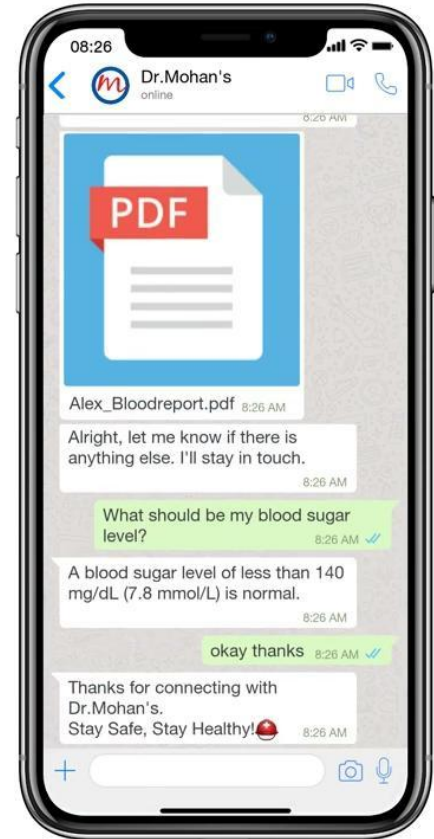 08:26
m
Dr.Mohan's
online
8:26 AM
PDF
Alex_Bloodreport.pdf 8:26 AM
Alright, let me know if there is
anything else. I'll stay in touch.
8:26 AM
What should be my blood sugar
level?
8:26 AM
A blood sugar level of less than 140
mg/dL (7.8 mmol/L) is normal.
8:26 AM
okay thanks 8:26 AM
Thanks for connecting with
Dr.Mohan's.
Stay Safe, Stay Healthy!⛑️ 8:26 AM